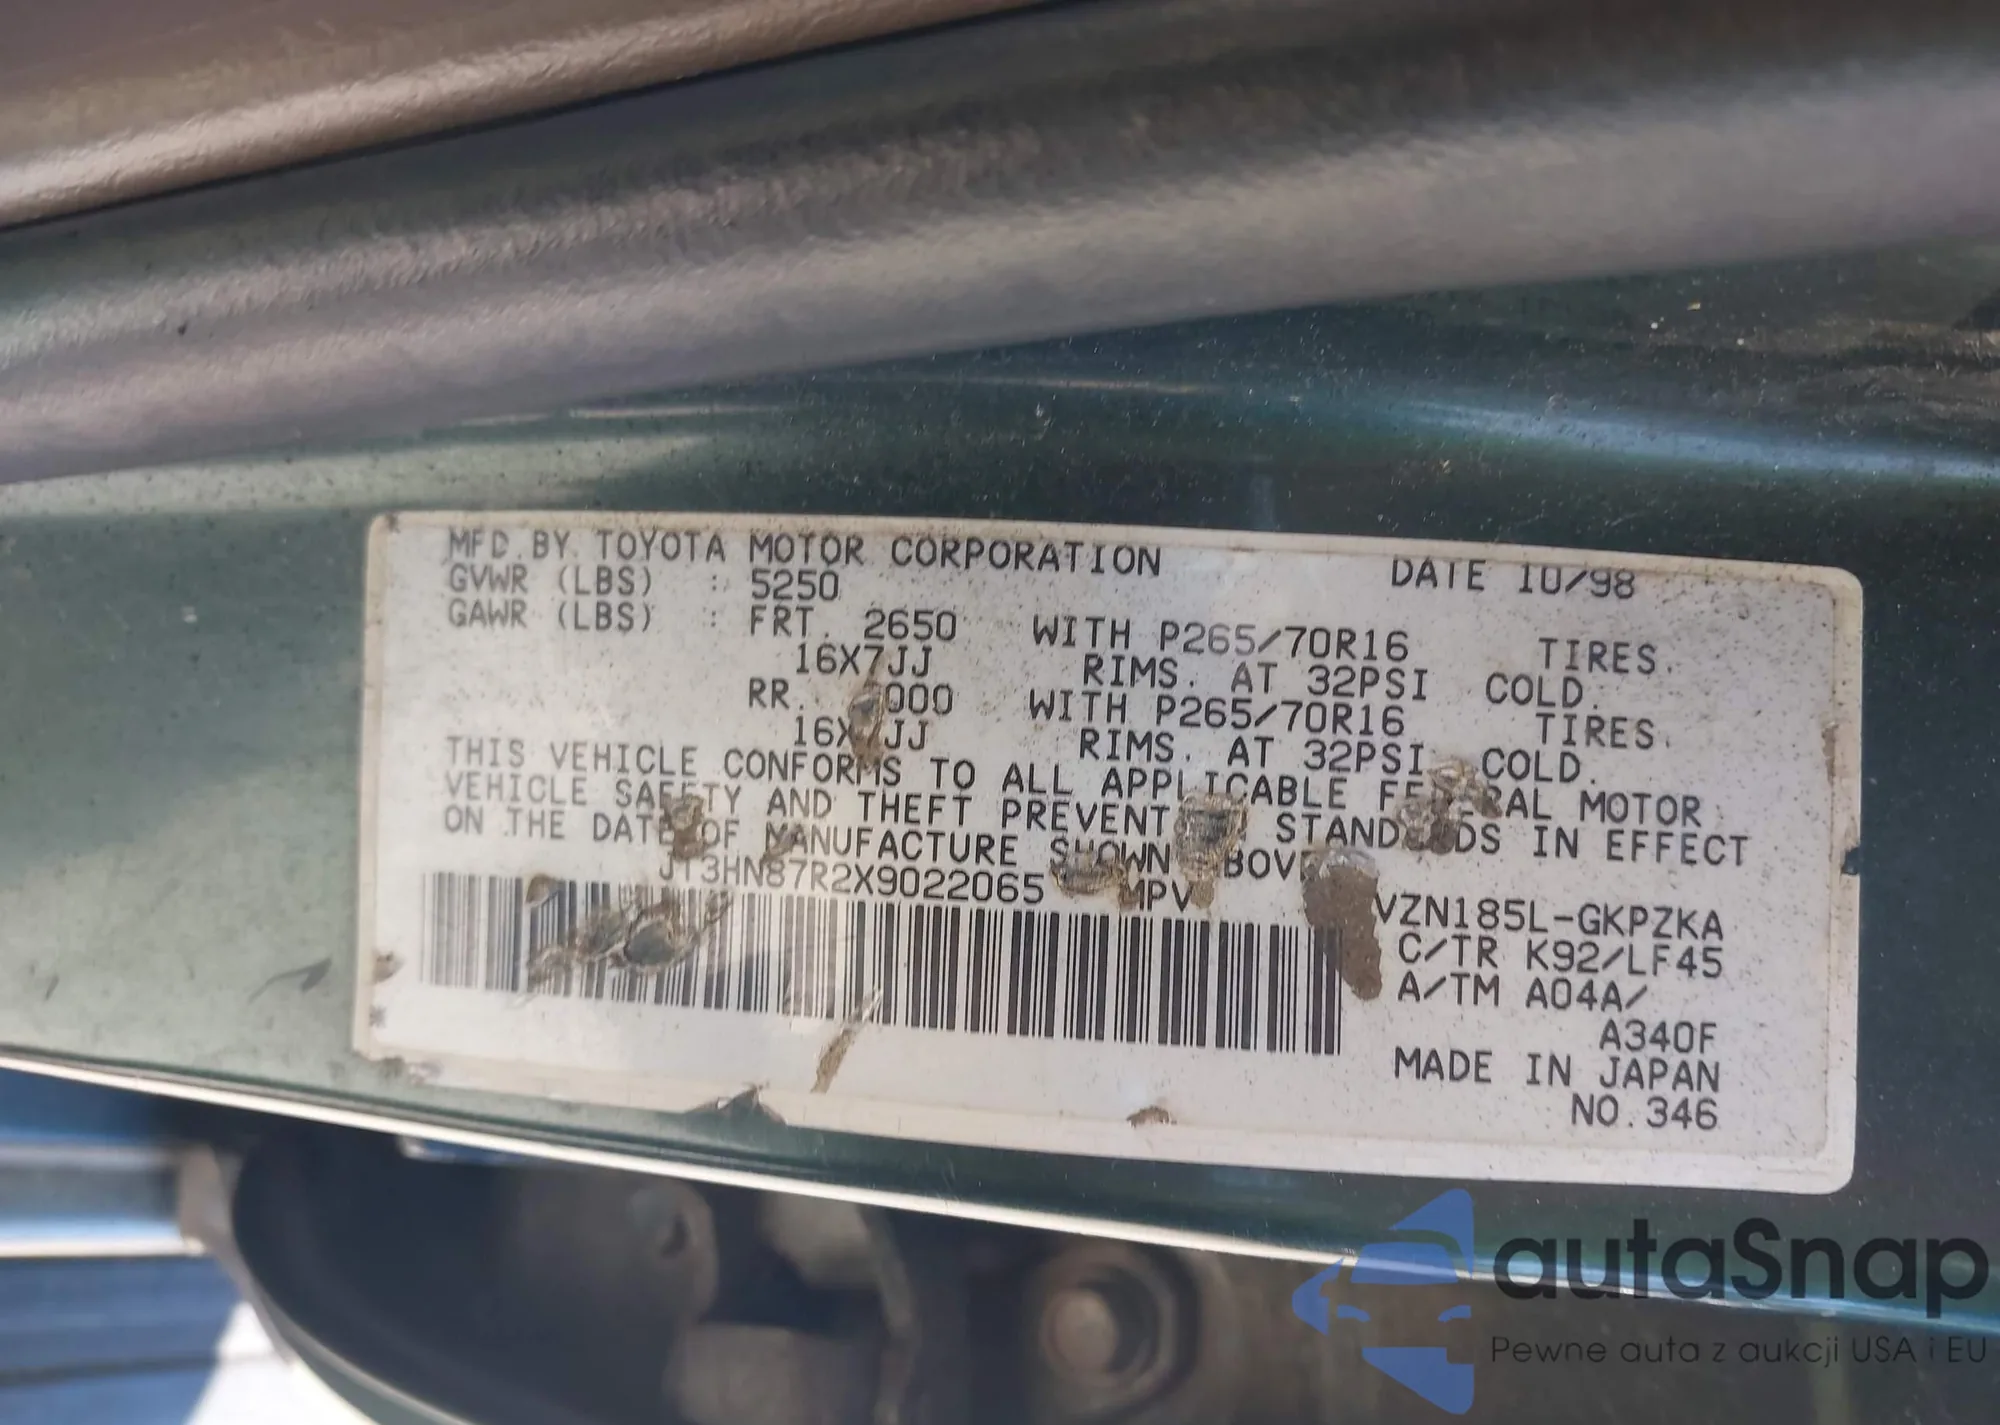 MFD. BY. TOYOTA MOTOR CORPORATION DATE 10/98
GVWR (LBS) : 5250
GAWR (LBS) : FRT. 2650 WITH P265/70R16 TIRES.
16X7JJ RIMS. AT 32PSI COLD.
RR. 000 WITH P265/70R16 TIRES.
16X7JJ RIMS. AT 32PSI COLD.
THIS VEHICLE CONFORMS TO ALL APPLICABLE FEDERAL MOTOR
VEHICLE SAFETY AND THEFT PREVENT STANDARDS IN EFFECT
ON THE DATE OF MANUFACTURE SHOWN ABOVE
JT3HN87R2X9022065 MPV
VZN185L-GKPZKA
C/TR K92/LF45
A/TM A04A/
A340F
MADE IN JAPAN
NO. 346
autaSnap
Pewne auta z aukcji USA i EU